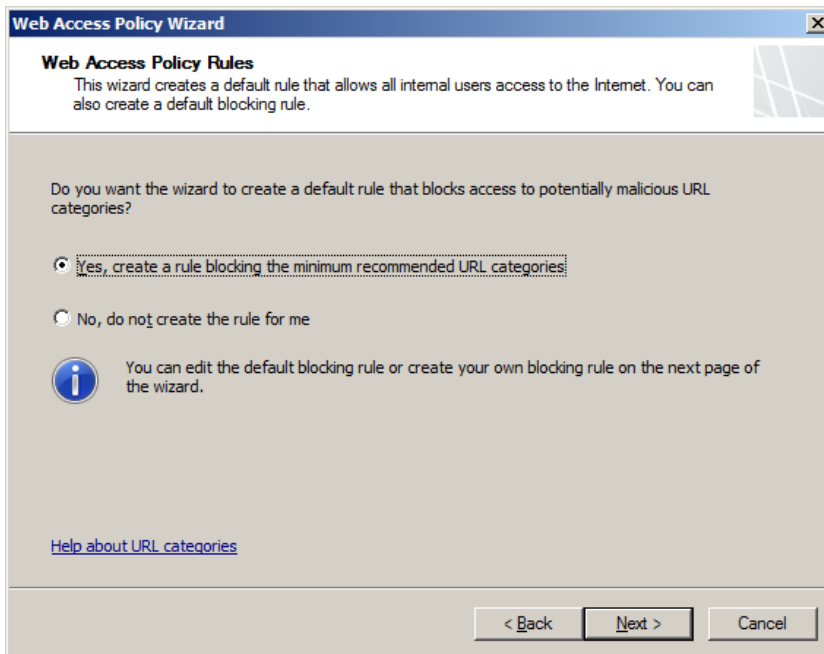 Web Access Policy Wizard
Web Access Policy Rules
This wizard creates a default rule that allows all internal users access to the Internet. You can
also create a default blocking rule.
Do you want the wizard to create a default rule that blocks access to potentially malicious URL
categories?
Yes, create a rule blocking the minimum recommended URL categories
No, do not create the rule for me
You can edit the default blocking rule or create your own blocking rule on the next page of
the wizard.
Help about URL categories
< Back Next > Cancel